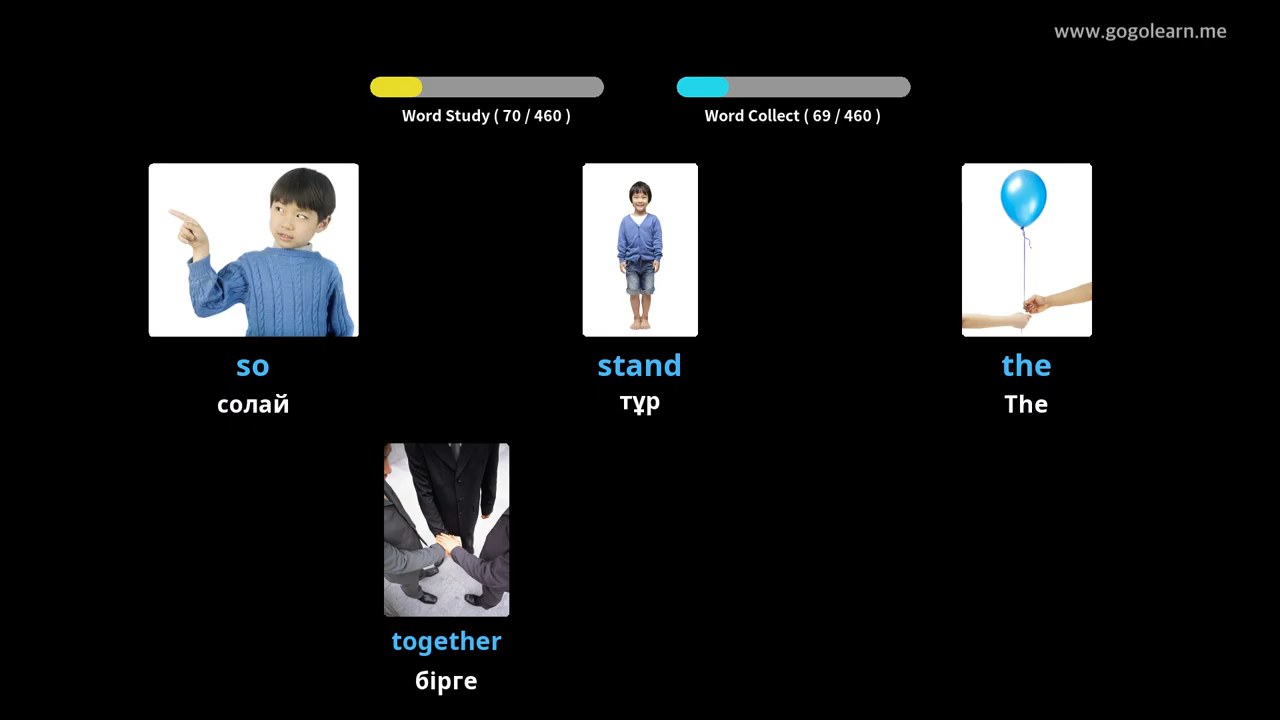 www.gogolearn.me
Word Study ( 70 / 460 )
Word Collect ( 69 / 460 )
so
солай
stand
тұр
the
The
together
бірге